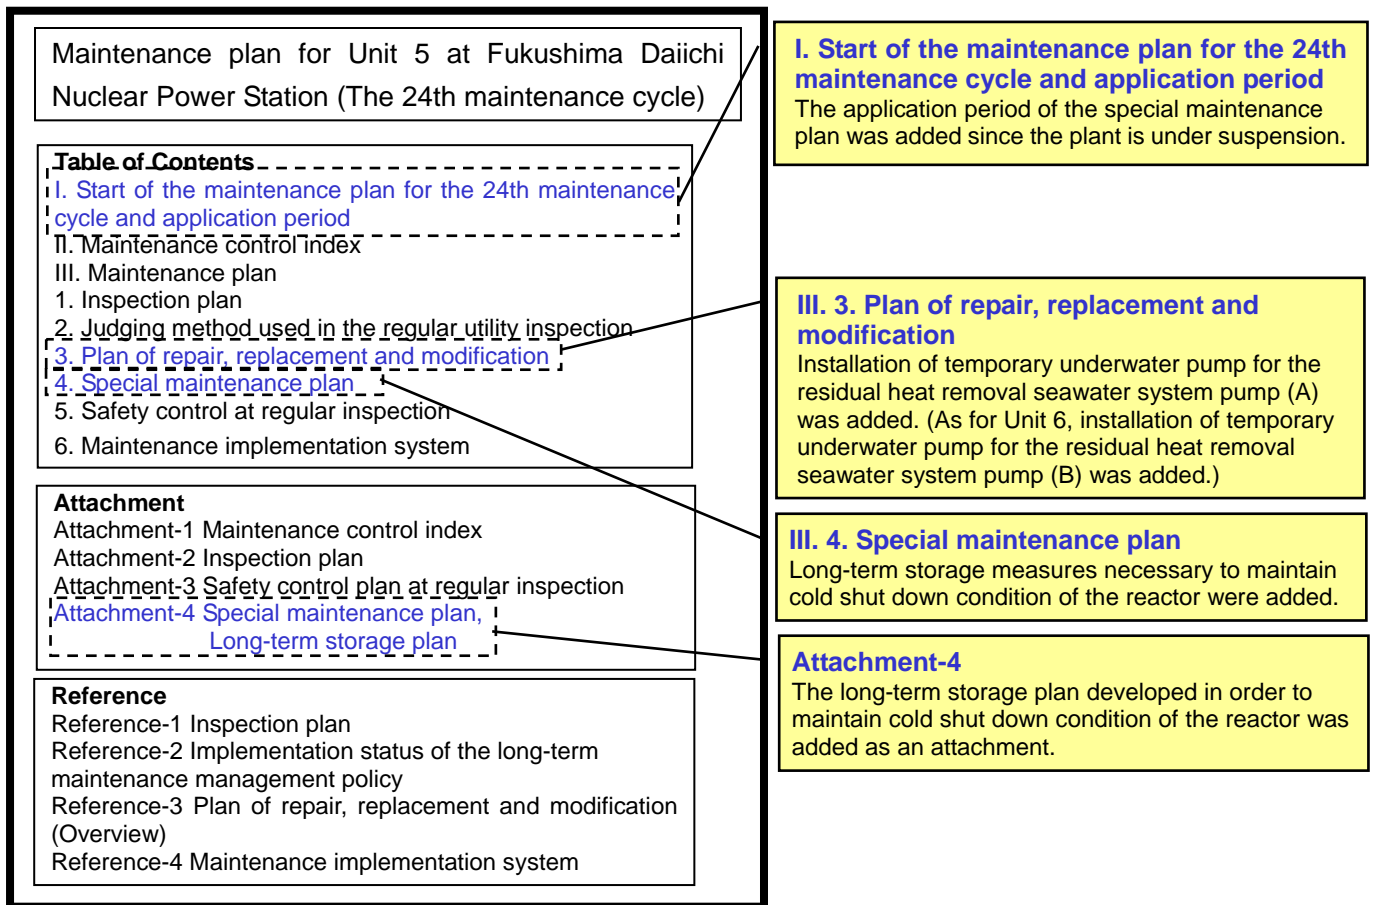 Maintenance plan for Unit 5 at Fukushima Daiichi
Nuclear Power Station (The 24th maintenance cycle)
Table of Contents
I. Start of the maintenance plan for the 24th maintenance
cycle and application period
II. Maintenance control index
III. Maintenance plan
1. Inspection plan
2. Judging method used in the regular utility inspection
3. Plan of repair, replacement and modification
4. Special maintenance plan
5. Safety control at regular inspection
6. Maintenance implementation system
Attachment
Attachment-1 Maintenance control index
Attachment-2 Inspection plan
Attachment-3 Safety control plan at regular inspection
Attachment-4 Special maintenance plan,
Long-term storage plan
Reference
Reference-1 Inspection plan
Reference-2 Implementation status of the long-term
maintenance management policy
Reference-3 Plan of repair, replacement and modification
(Overview)
Reference-4 Maintenance implementation system
I. Start of the maintenance plan for the 24th
maintenance cycle and application period
The application period of the special maintenance
plan was added since the plant is under suspension.
III. 3. Plan of repair, replacement and
modification
Installation of temporary underwater pump for the
residual heat removal seawater system pump (A)
was added. (As for Unit 6, installation of temporary
underwater pump for the residual heat removal
seawater system pump (B) was added.)
III. 4. Special maintenance plan
Long-term storage measures necessary to maintain
cold shut down condition of the reactor were added.
Attachment-4
The long-term storage plan developed in order to
maintain cold shut down condition of the reactor was
added as an attachment.